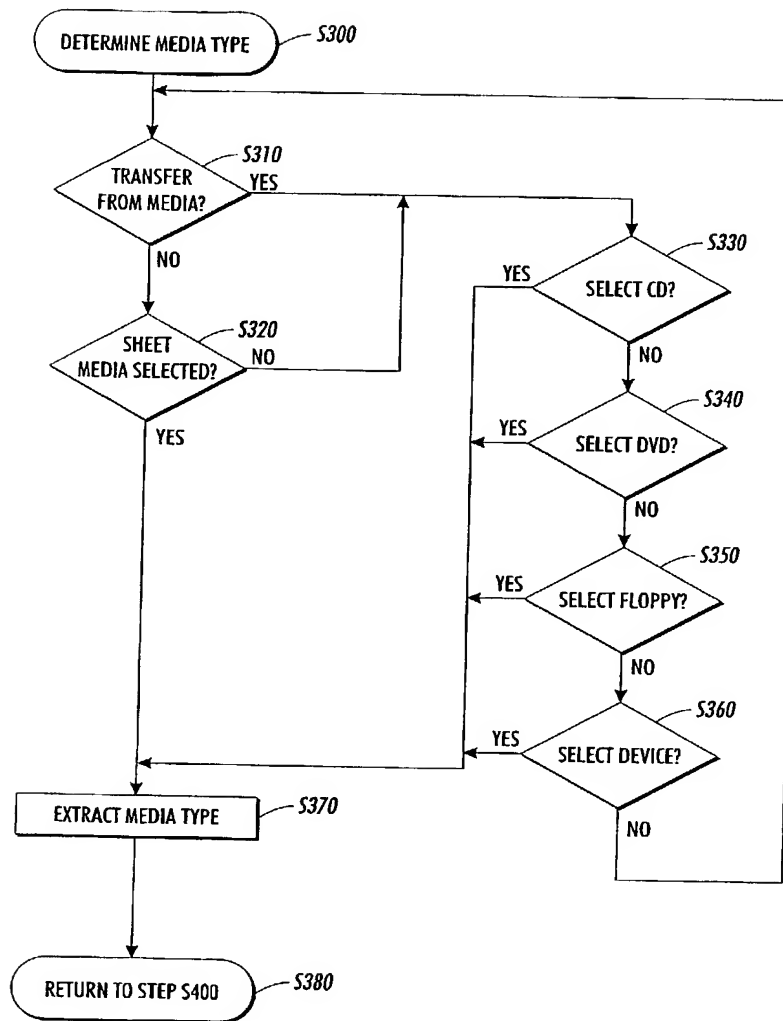 DETERMINE MEDIA TYPE
S300
S310
TRANSFER
FROM MEDIA?
YES
NO
S320
SHEET
MEDIA SELECTED?
NO
YES
S330
YES
SELECT CD?
NO
S340
YES
SELECT DVD?
NO
S350
YES
SELECT FLOPPY?
NO
S360
YES
SELECT DEVICE?
NO
EXTRACT MEDIA TYPE
S370
RETURN TO STEP S400
S380